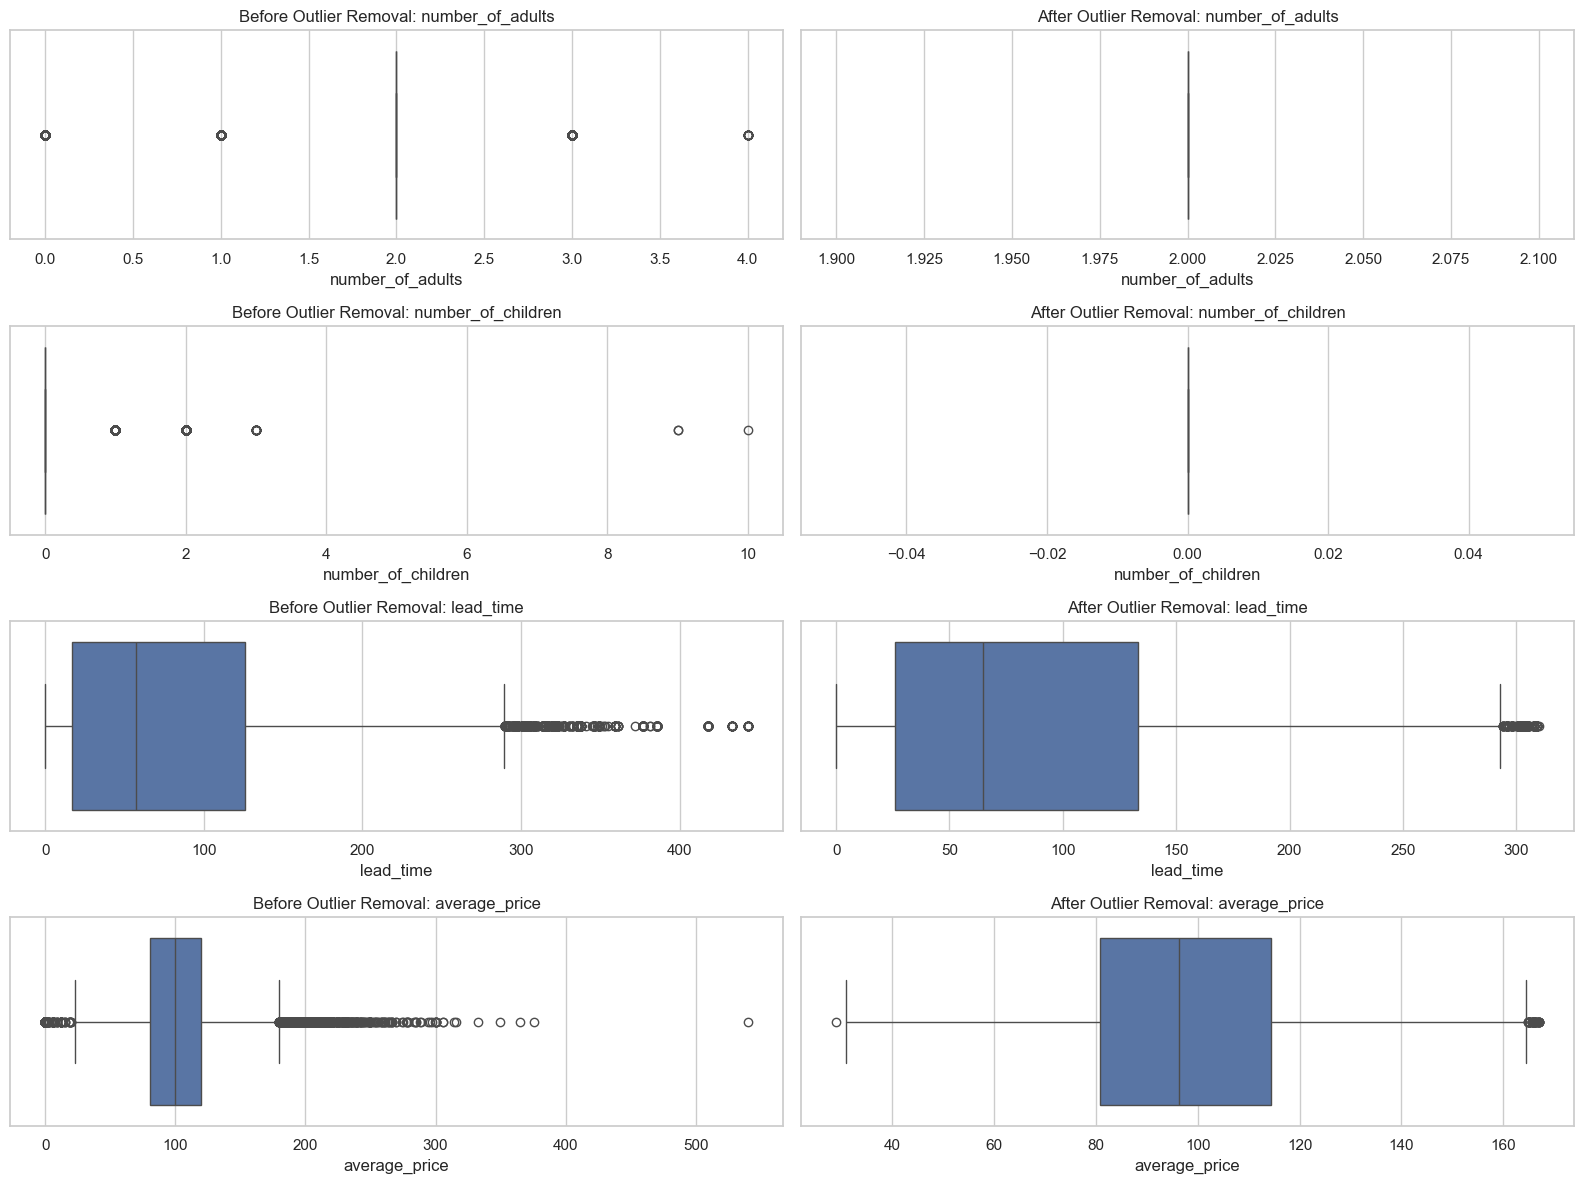 Before Outlier Removal: number_of_adults
0.0 0.5 1.0 1.5 2.0 2.5 3.0 3.5 4.0
number_of_adults
After Outlier Removal: number_of_adults
1.900 1.925 1.950 1.975 2.000 2.025 2.050 2.075 2.100
number_of_adults
Before Outlier Removal: number_of_children
0 2 4 6 8 10
number_of_children
After Outlier Removal: number_of_children
−0.04 −0.02 0.00 0.02 0.04
number_of_children
Before Outlier Removal: lead_time
0 100 200 300 400
lead_time
After Outlier Removal: lead_time
0 50 100 150 200 250 300
lead_time
Before Outlier Removal: average_price
0 100 200 300 400 500
average_price
After Outlier Removal: average_price
40 60 80 100 120 140 160
average_price